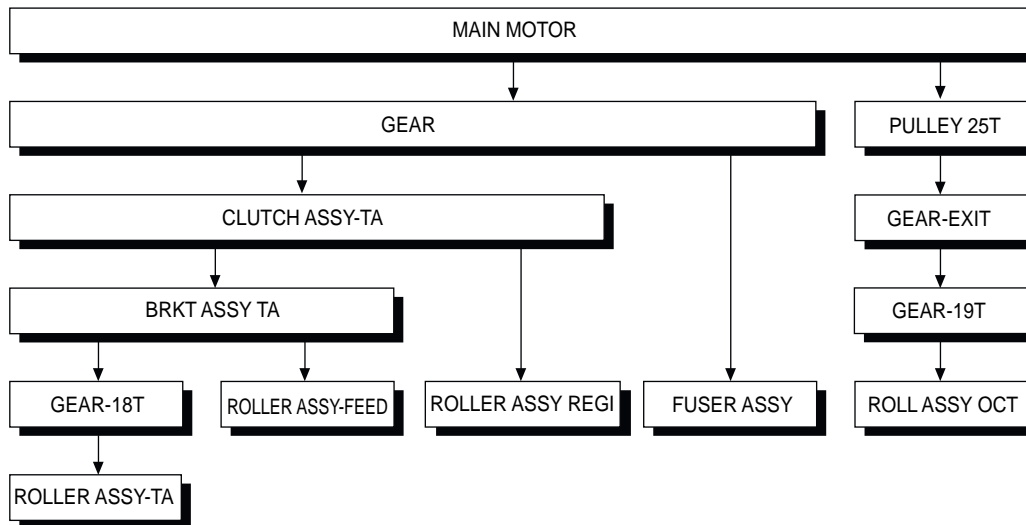 MAIN MOTOR
GEAR
PULLEY 25T
CLUTCH ASSY-TA
GEAR-EXIT
BRKT ASSY TA
GEAR-19T
GEAR-18T
ROLLER ASSY-FEED
ROLLER ASSY REGI
FUSER ASSY
ROLL ASSY OCT
ROLLER ASSY-TA